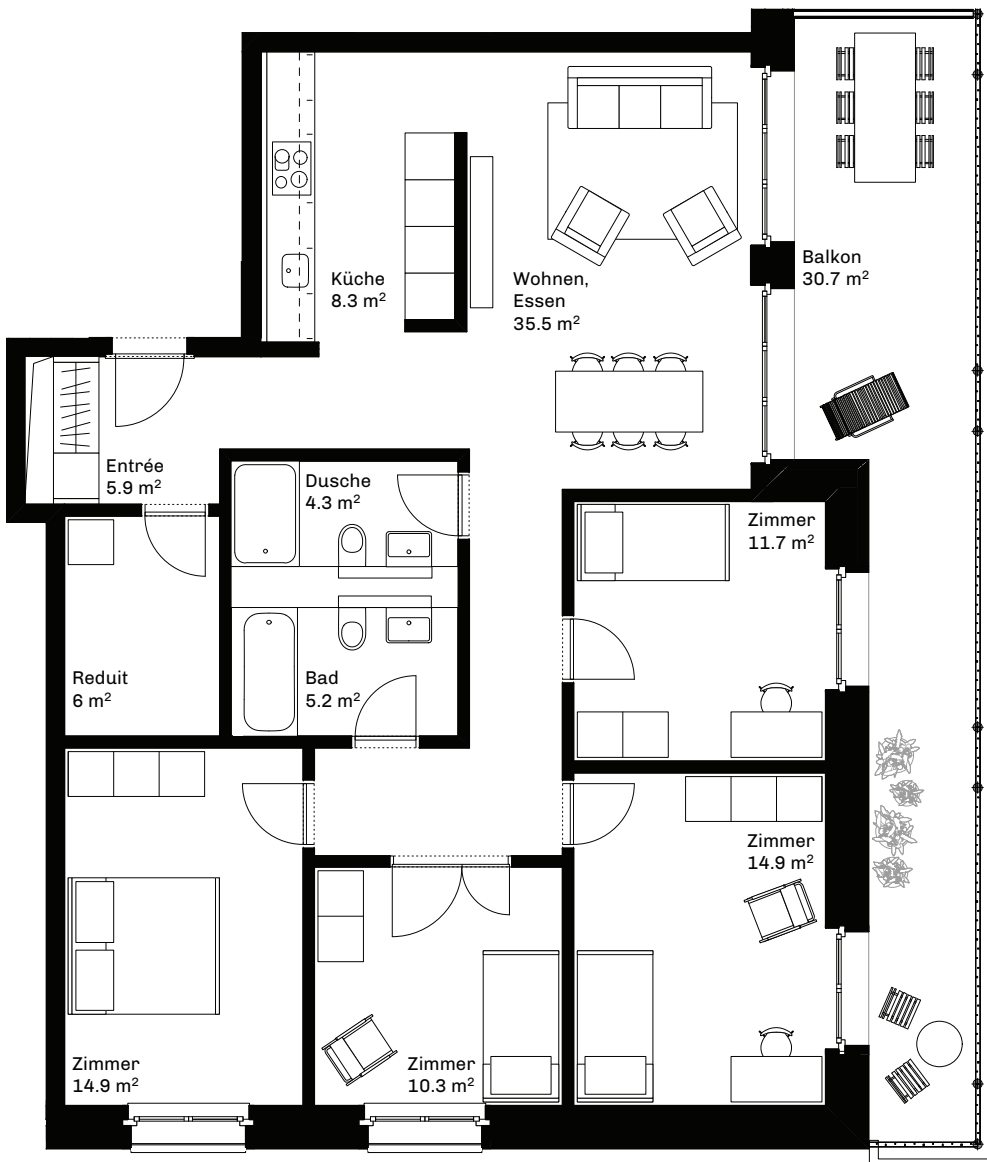 Küche
8.3 m²
Wohnen,
Essen
35.5 m²
Balkon
30.7 m²
Entrée
5.9 m²
Dusche
4.3 m²
Zimmer
11.7 m²
Reduit
6 m²
Bad
5.2 m²
Zimmer
14.9 m²
Zimmer
14.9 m²
Zimmer
10.3 m²